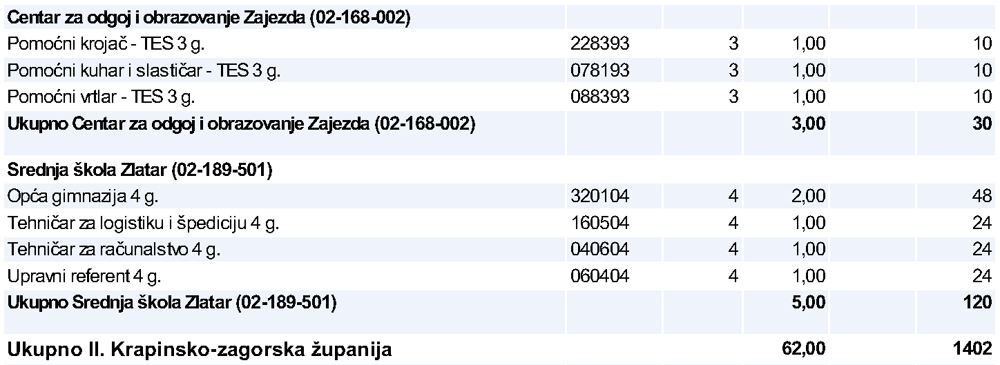 Centar za odgoj i obrazovanje Zajezda (02-168-002)
Pomoćni krojač - TES 3 g. 228393 3 1,00 10
Pomoćni kuhar i slastičar - TES 3 g. 078193 3 1,00 10
Pomoćni vrtlar - TES 3 g. 088393 3 1,00 10
Ukupno Centar za odgoj i obrazovanje Zajezda (02-168-002) 3,00 30
Srednja škola Zlatar (02-189-501)
Opća gimnazija 4 g. 320104 4 2,00 48
Tehničar za logistiku i špediciju 4 g. 160504 4 1,00 24
Tehničar za računalstvo 4 g. 040604 4 1,00 24
Upravni referent 4 g. 060404 4 1,00 24
Ukupno Srednja škola Zlatar (02-189-501) 5,00 120
Ukupno II. Krapinsko-zagorska županija 62,00 1402